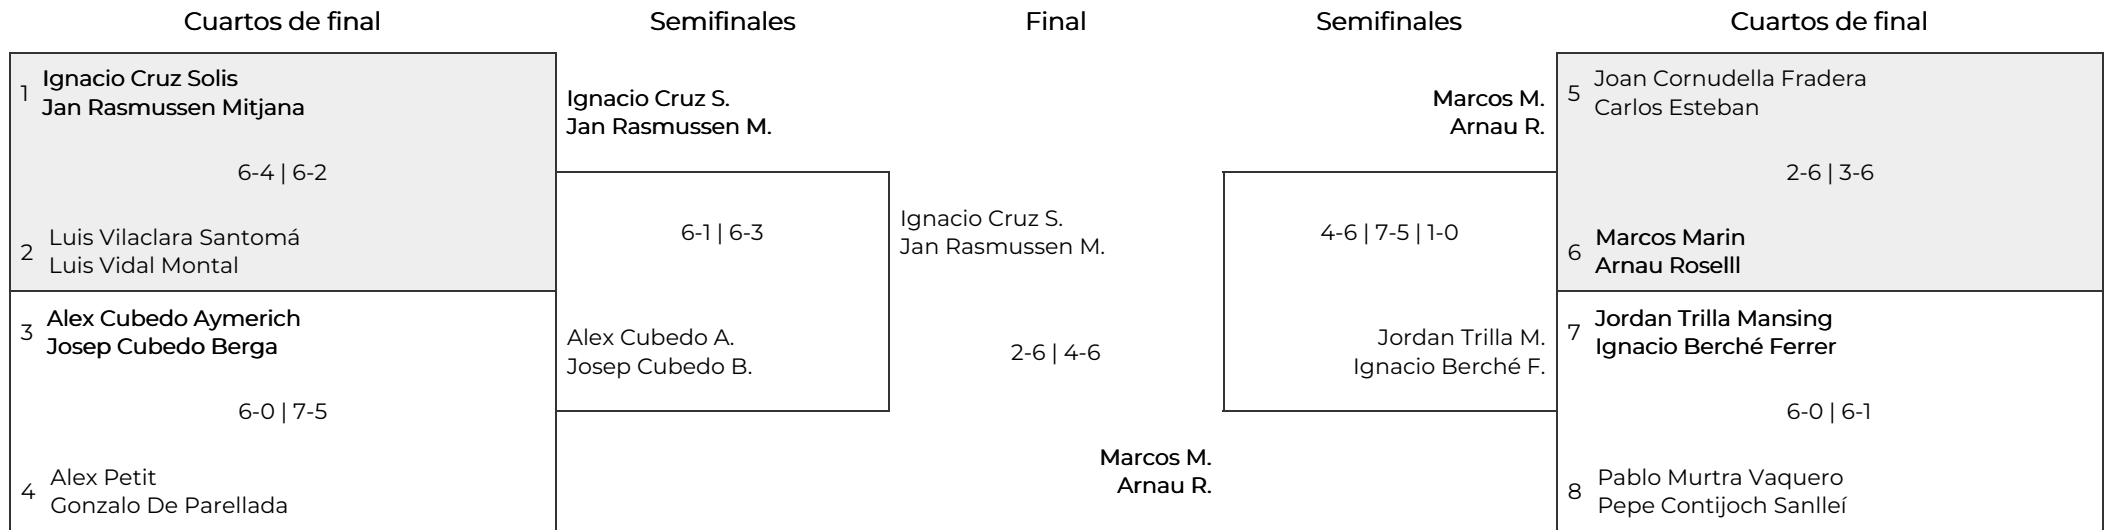 Cuartos de final
Semifinales
Final
Semifinales
Cuartos de final
1
Ignacio Cruz Solis
Jan Rasmussen Mitjana
6-4 | 6-2
2
Luis Vilaclara Santomá
Luis Vidal Montal
3
Alex Cubedo Aymerich
Josep Cubedo Berga
6-0 | 7-5
4
Alex Petit
Gonzalo De Parellada
Ignacio Cruz S.
Jan Rasmussen M.
6-1 | 6-3
Alex Cubedo A.
Josep Cubedo B.
Ignacio Cruz S.
Jan Rasmussen M.
2-6 | 4-6
Marcos M.
Arnau R.
Marcos M.
Arnau R.
4-6 | 7-5 | 1-0
Jordan Trilla M.
Ignacio Berché F.
5
Joan Cornudella Fradera
Carlos Esteban
2-6 | 3-6
6
Marcos Marin
Arnau Roselll
7
Jordan Trilla Mansing
Ignacio Berché Ferrer
6-0 | 6-1
8
Pablo Murtra Vaquero
Pepe Contijoch Sanlleí